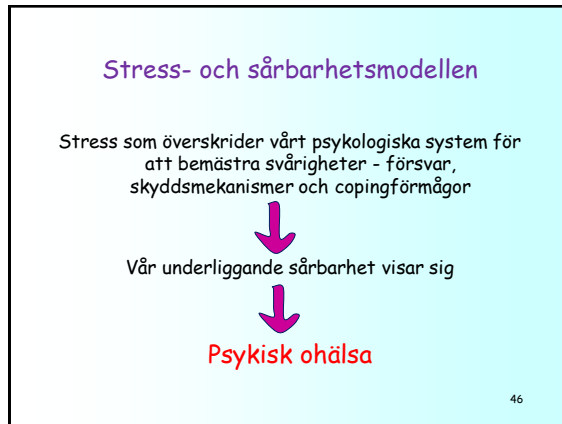 Stress- och sårbarhetsmodellen
Stress som överskrider vårt psykologiska system för
att bemästra svårigheter - försvar,
skyddsmekanismer och copingförmågor
Vår underliggande sårbarhet visar sig
Psykisk ohälsa
46